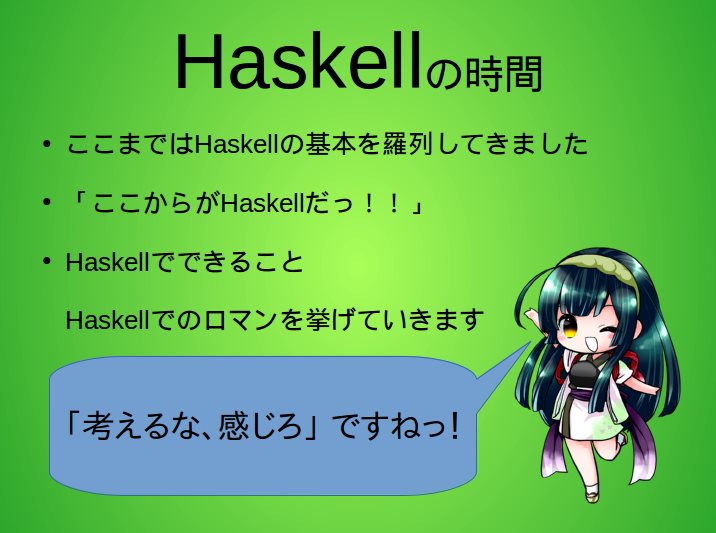 Haskellの時間
• ここまではHaskellの基本を羅列してきました
• 「ここからがHaskellだっ！！」
• Haskellでできること
Haskellでのロマンを挙げていきます
「考えるな、感じろ」ですねっ！